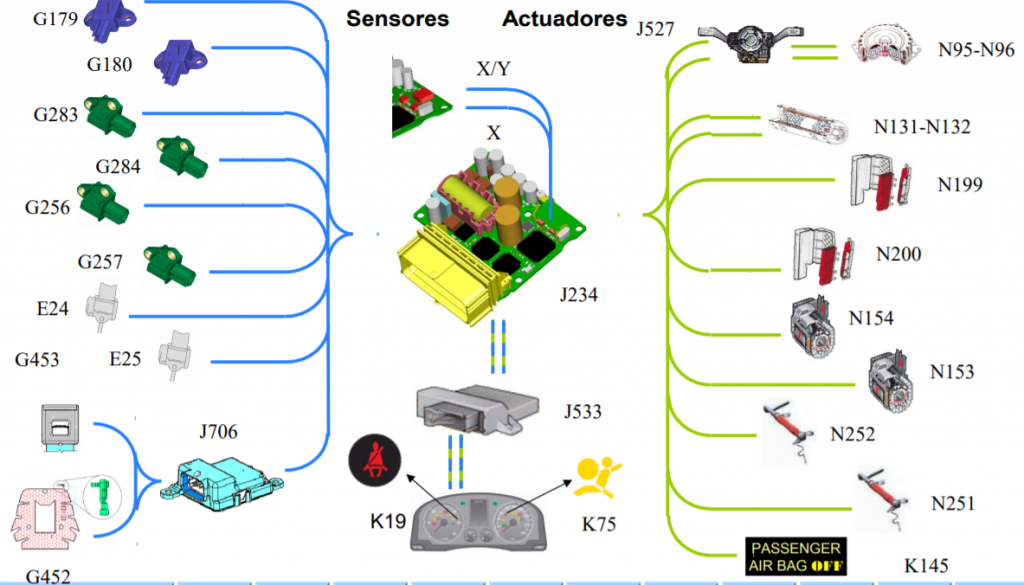 Sensores
Actuadores
G179
G180
G283
G284
G256
G257
E24
E25
G453
J706
G452
X/Y
X
J234
J533
K19
K75
J527
N95-N96
N131-N132
N199
N200
N154
N153
N252
N251
PASSENGER
AIR BAG OFF
K145